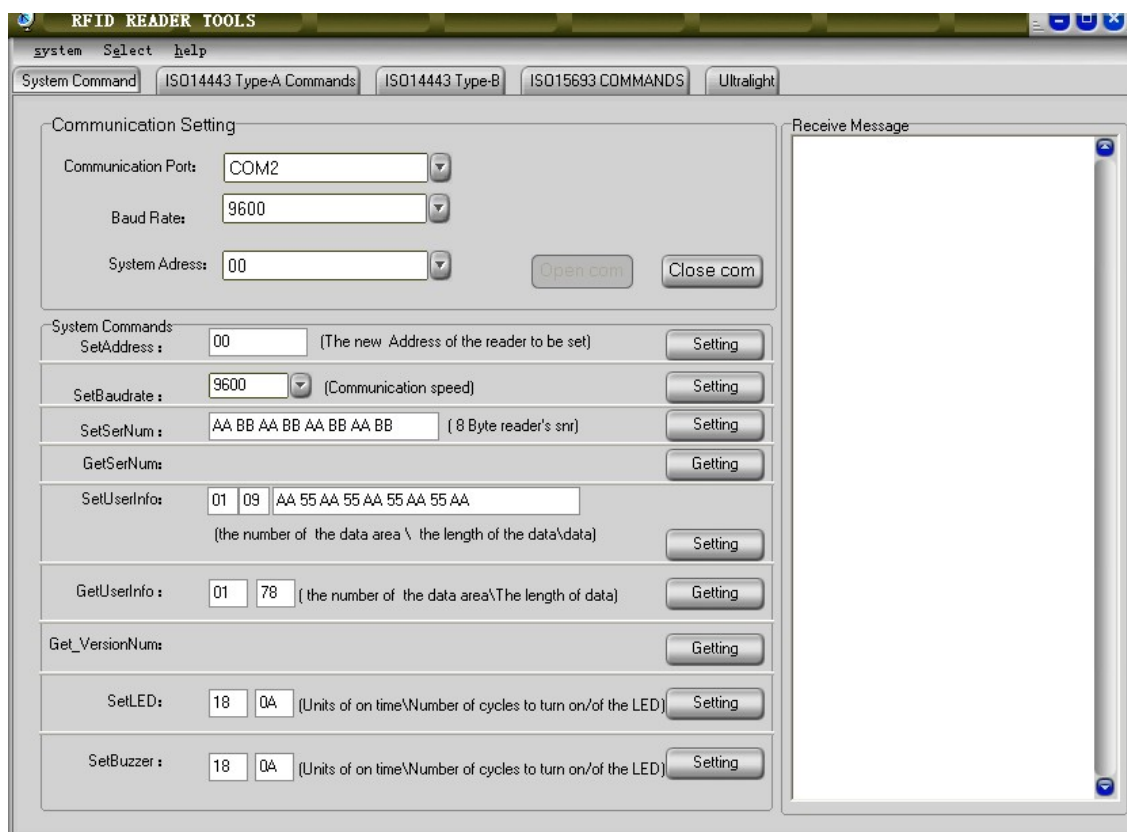 RFID READER TOOLS
system Select help
System Command ISO14443 Type-A Commands ISO14443 Type-B ISO15693 COMMANDS Ultralight
Communication Setting
Communication Port: COM2
Baud Rate: 9600
System Adress: 00
Open com Close com
System Commands
SetAddress : 00 (The new Address of the reader to be set) Setting
SetBaudrate : 9600 (Communication speed) Setting
SetSerNum : AA BB AA BB AA BB AA BB ( 8 Byte reader's snr) Setting
GetSerNum: Getting
SetUserInfo: 01 09 AA 55 AA 55 AA 55 AA 55 AA
(the number of the data area \ the length of the data\data) Setting
GetUserInfo : 01 78 ( the number of the data area\The length of data) Getting
Get_VersionNum: Getting
SetLED: 18 0A (Units of on time\Number of cycles to turn on/of the LED) Setting
SetBuzzer : 18 0A (Units of on time\Number of cycles to turn on/of the LED) Setting
Receive Message